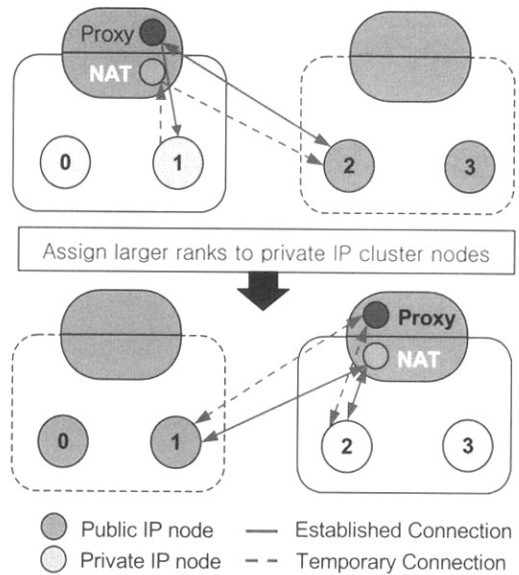 Proxy
NAT
0 1 2 3
Assign larger ranks to private IP cluster nodes
Proxy
NAT
0 1 2 3
Public IP node Established Connection
Private IP node Temporary Connection